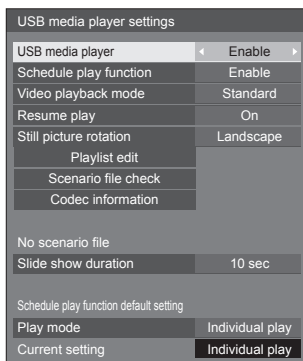 USB media player settings
USB media player Enable
Schedule play function Enable
Video playback mode Standard
Resume play On
Still picture rotation Landscape
Playlist edit
Scenario file check
Codec information
No scenario file
Slide show duration 10 sec
Schedule play function default setting
Play mode Individual play
Current setting Individual play